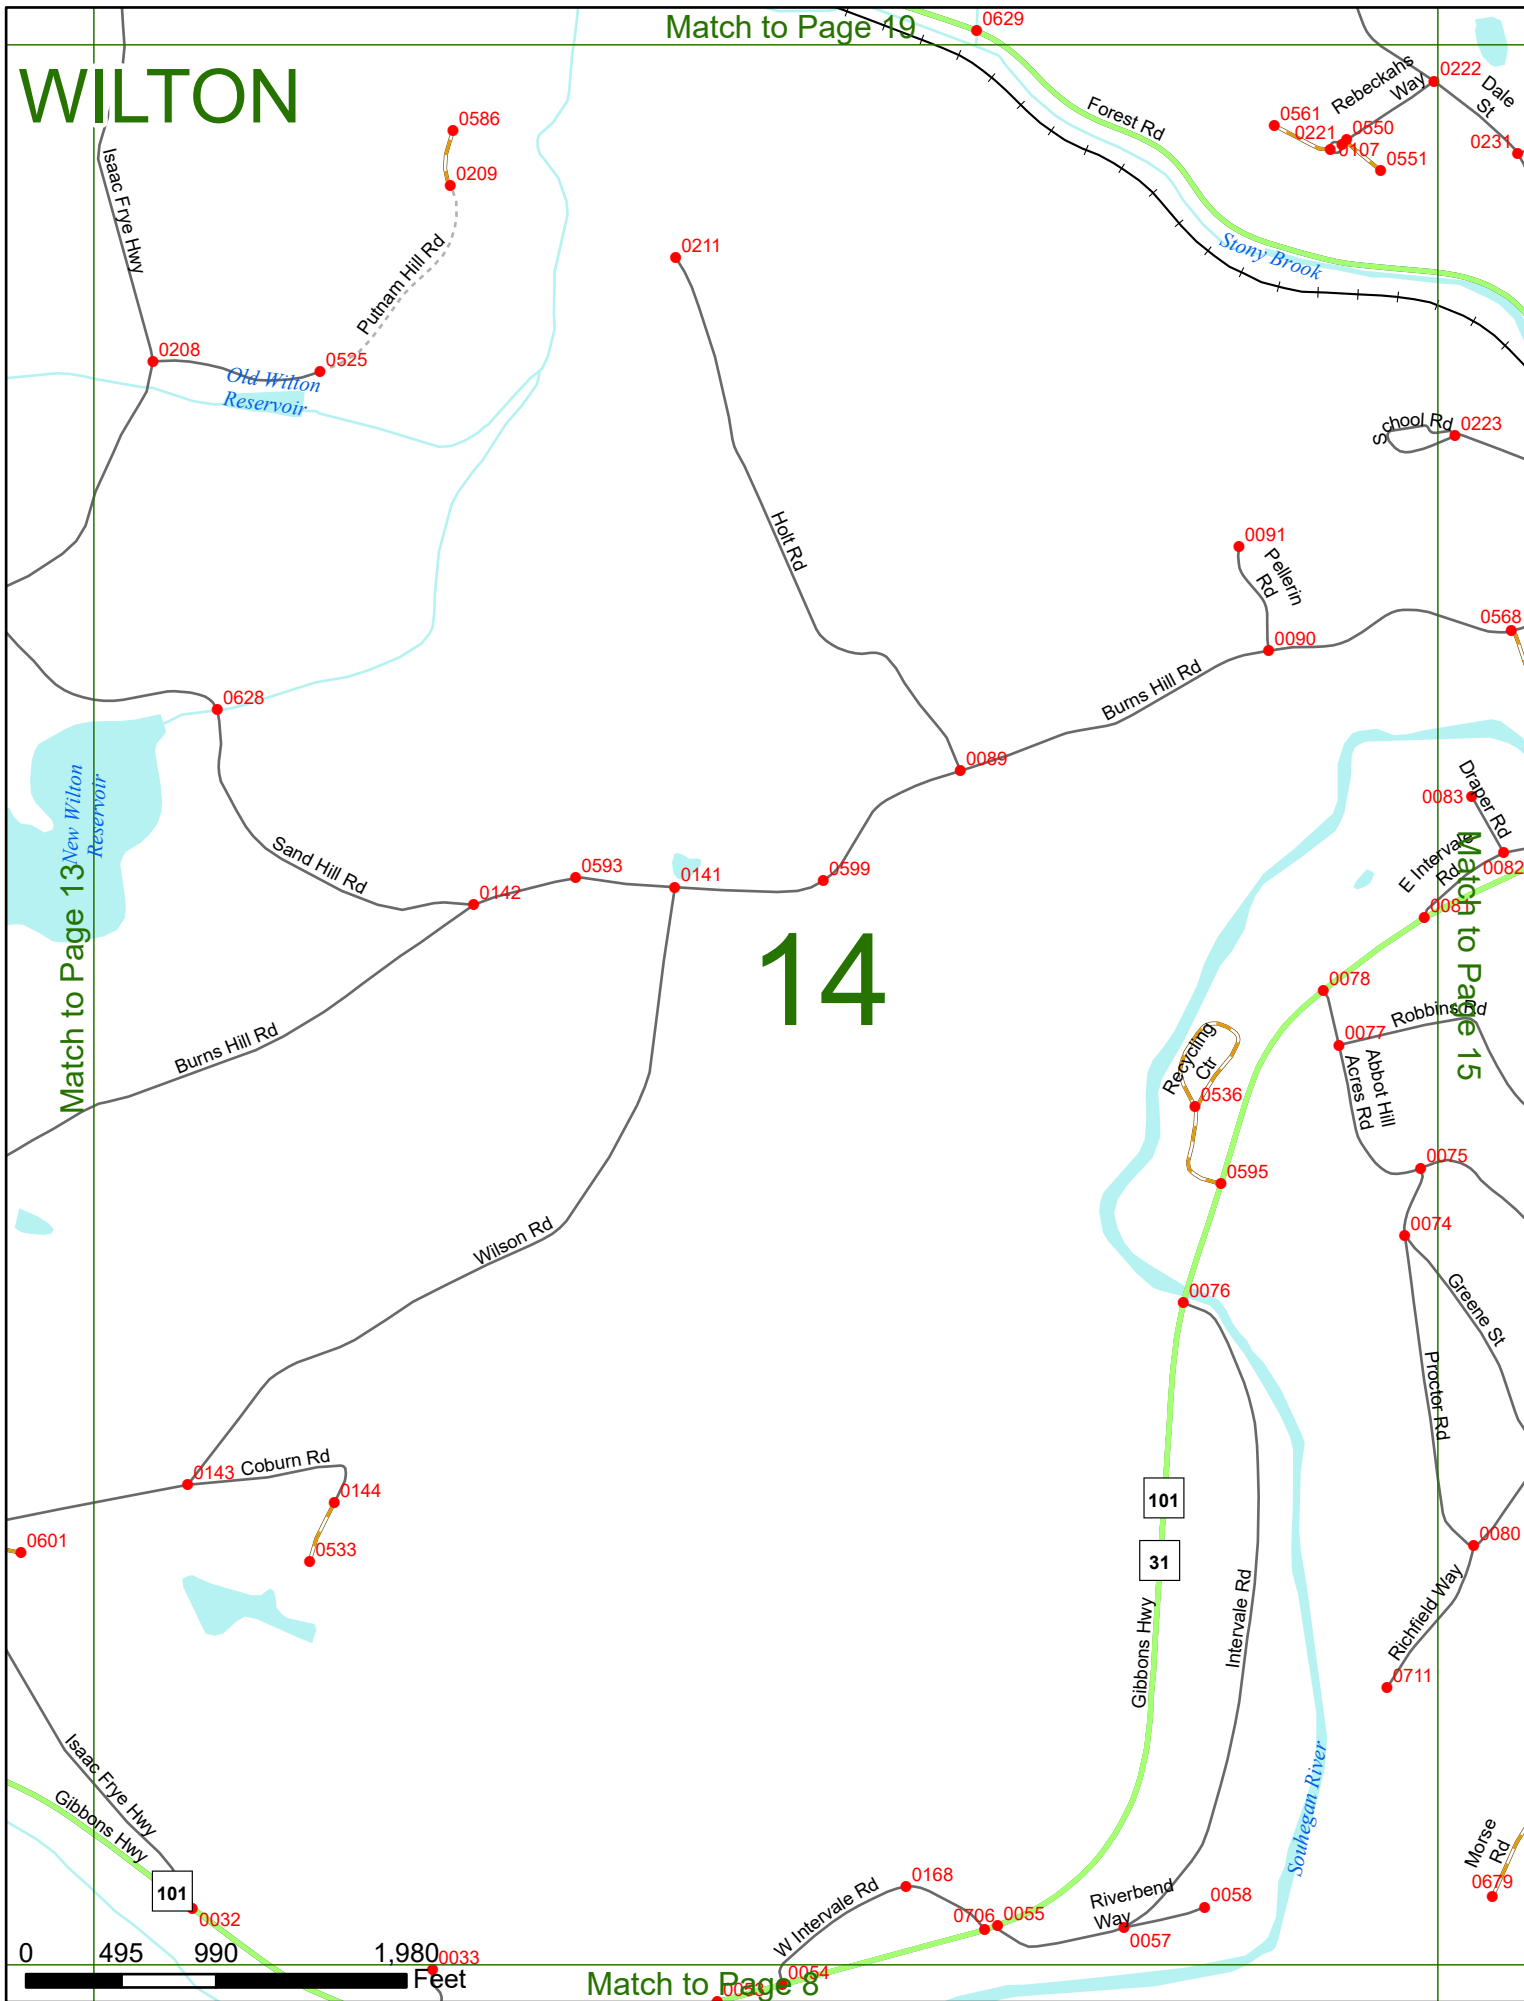 Match to Page 19
0629
WILTON
0222
Rebeckahs
Way
Dale
St
0586
Forest Rd
0561
0221
0550
0107
0231
0551
Isaac Frye Hwy
0209
Putnam Hill Rd
0211
Stony Brook
0208
0525
Old Wilton
Reservoir
School Rd
0223
Holt Rd
0091
Pellerin
Rd
0568
0090
Burns Hill Rd
0628
0089
New Wilton
Reservoir
Draper Rd
0083
E Intervale
Rd
0082
Match to Page 13
Match to Page 15
Sand Hill Rd
0593
0141
0599
0142
0081
14
0078
Robbins Rd
0077
Burns Hill Rd
Recycling
Ctr
Abbot Hill
Acres Rd
0536
0075
0595
0074
Wilson Rd
0076
Greene St
Proctor Rd
0143
Coburn Rd
0144
101
0601
0533
0080
31
Gibbons Hwy
Intervale Rd
Richfield Way
0711
Isaac Frye Hwy
Gibbons Hwy
Souhegan River
Morse
Rd
0679
101
0032
W Intervale Rd
0168
0706
0055
Riverbend
Way
0058
0057
0 495 990 1,980
Feet
0033
0054
0053
Match to Page 8